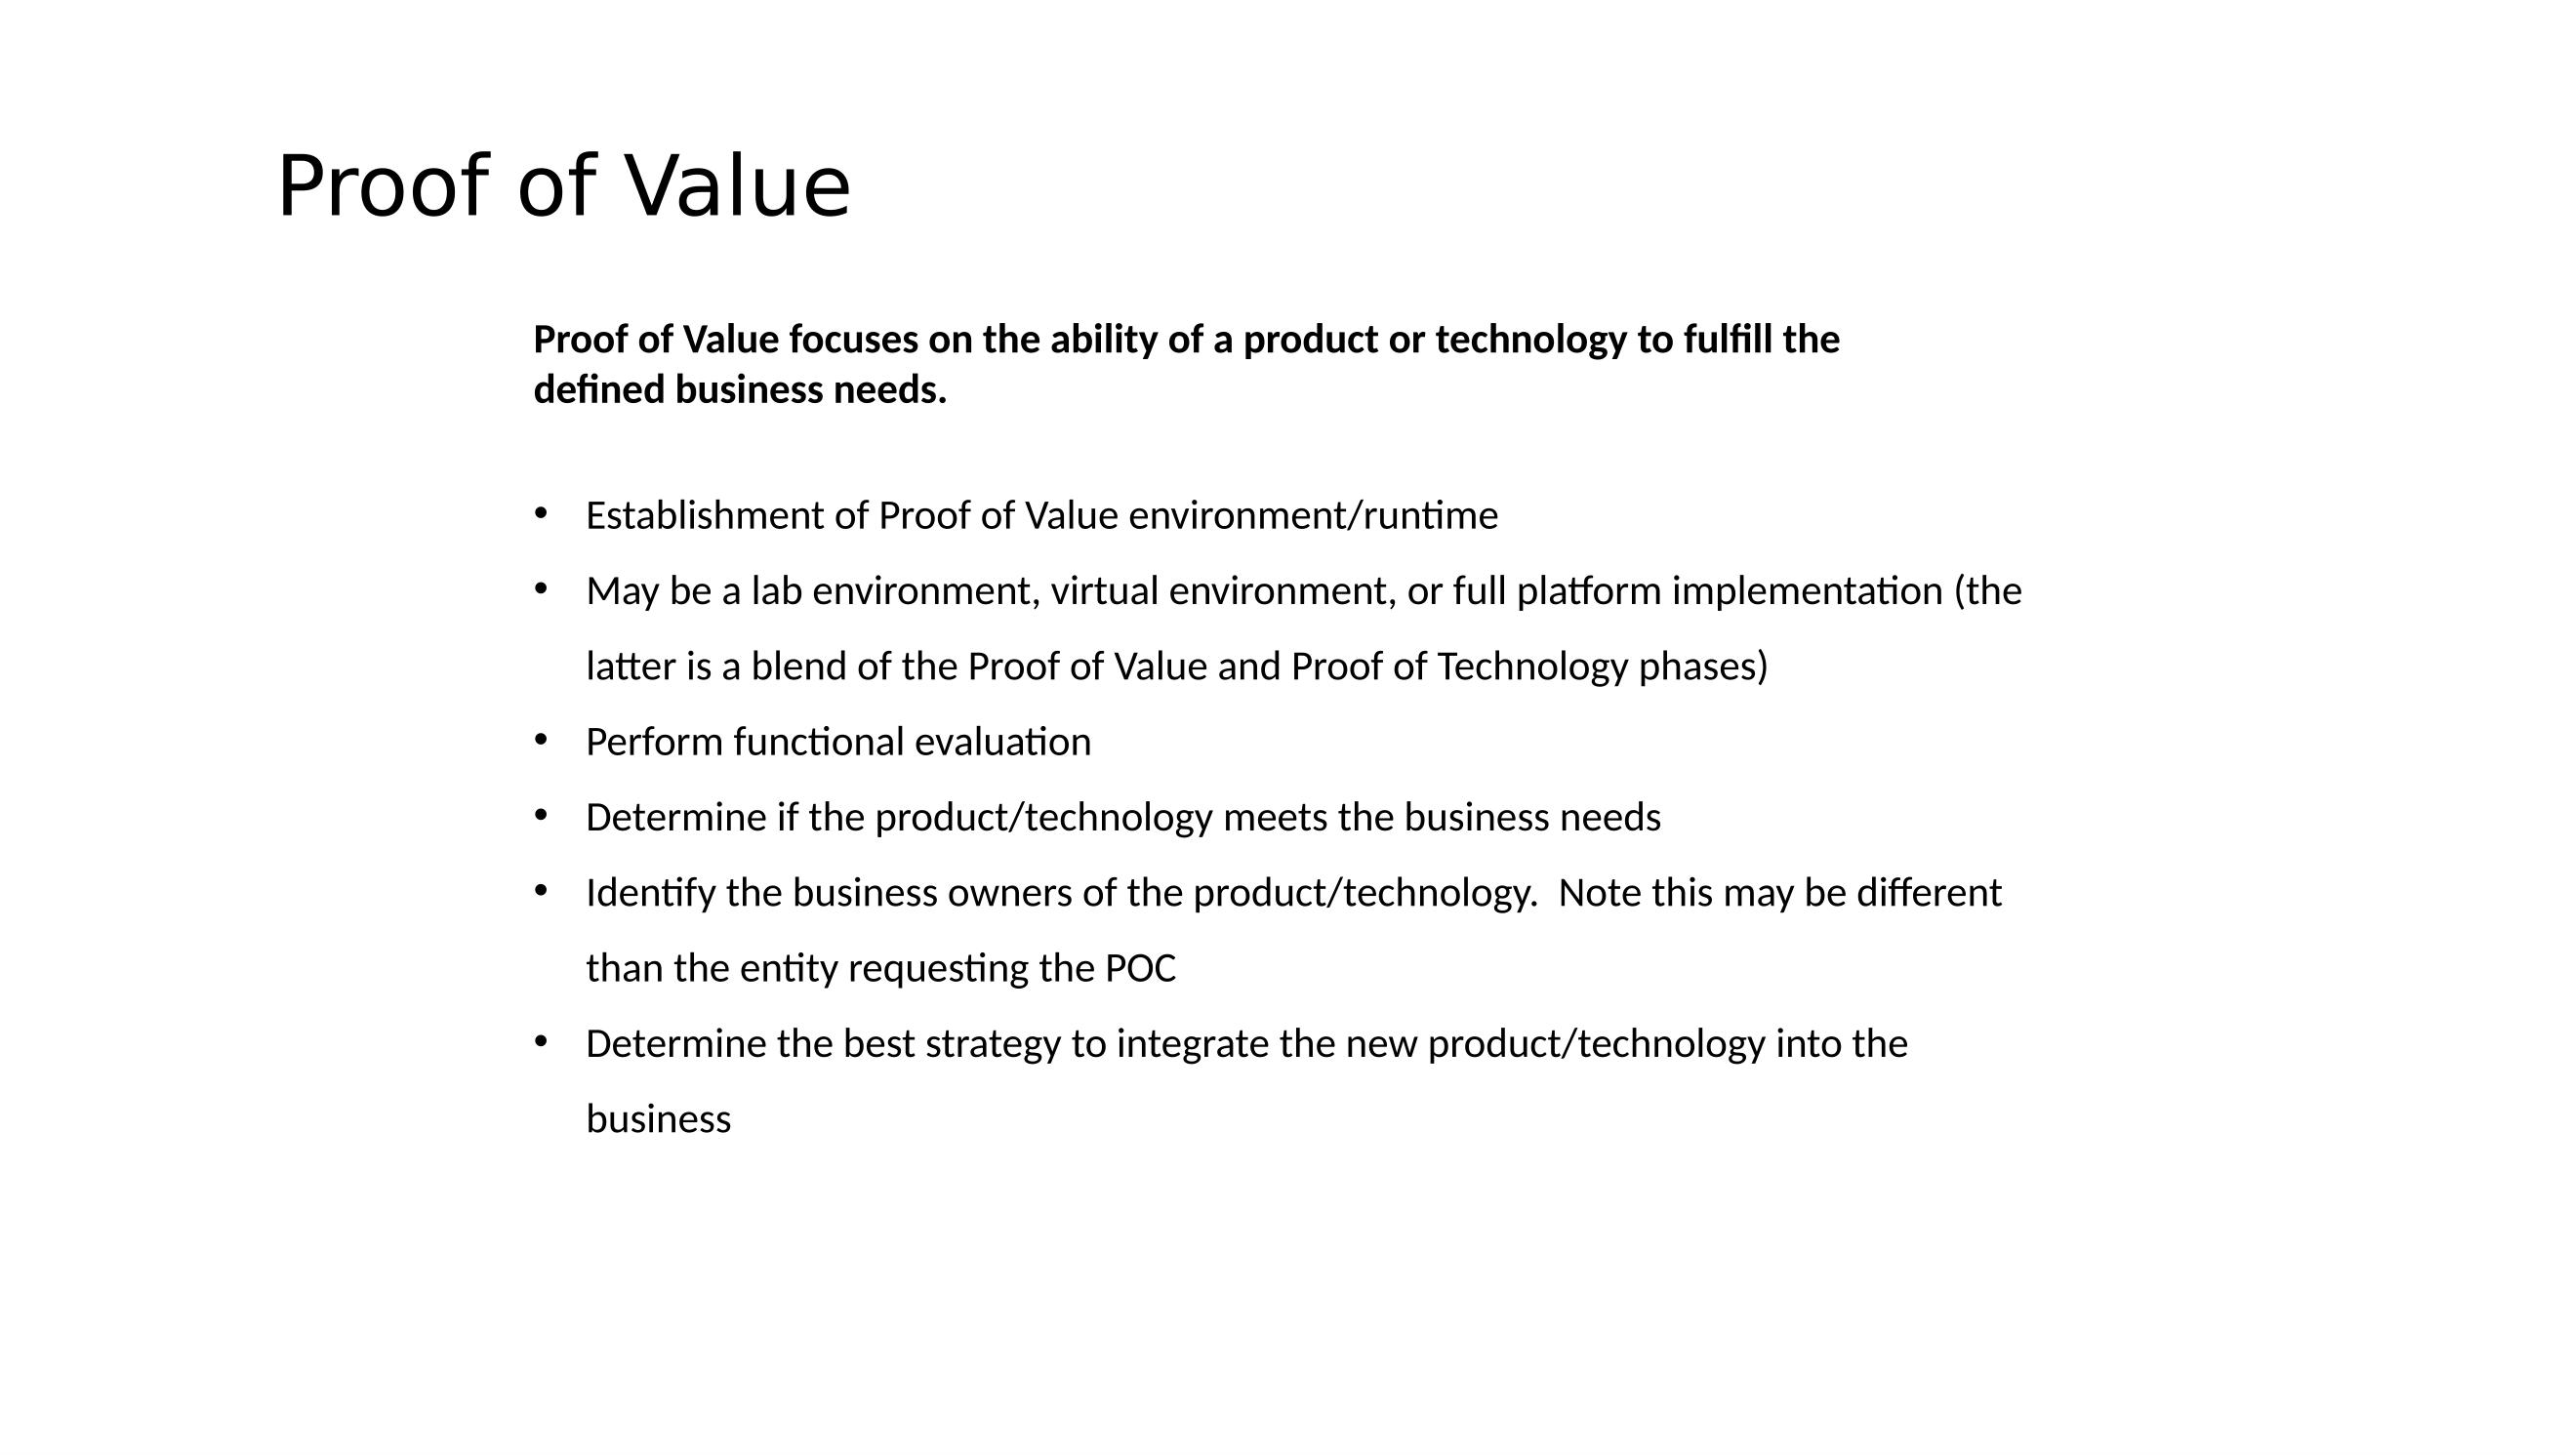 Proof of Value
Proof of Value focuses on the ability of a product or technology to fulfill the
defined business needs.
• Establishment of Proof of Value environment/runtime
• May be a lab environment, virtual environment, or full platform implementation (the
latter is a blend of the Proof of Value and Proof of Technology phases)
• Perform functional evaluation
• Determine if the product/technology meets the business needs
• Identify the business owners of the product/technology.  Note this may be different
than the entity requesting the POC
• Determine the best strategy to integrate the new product/technology into the
business